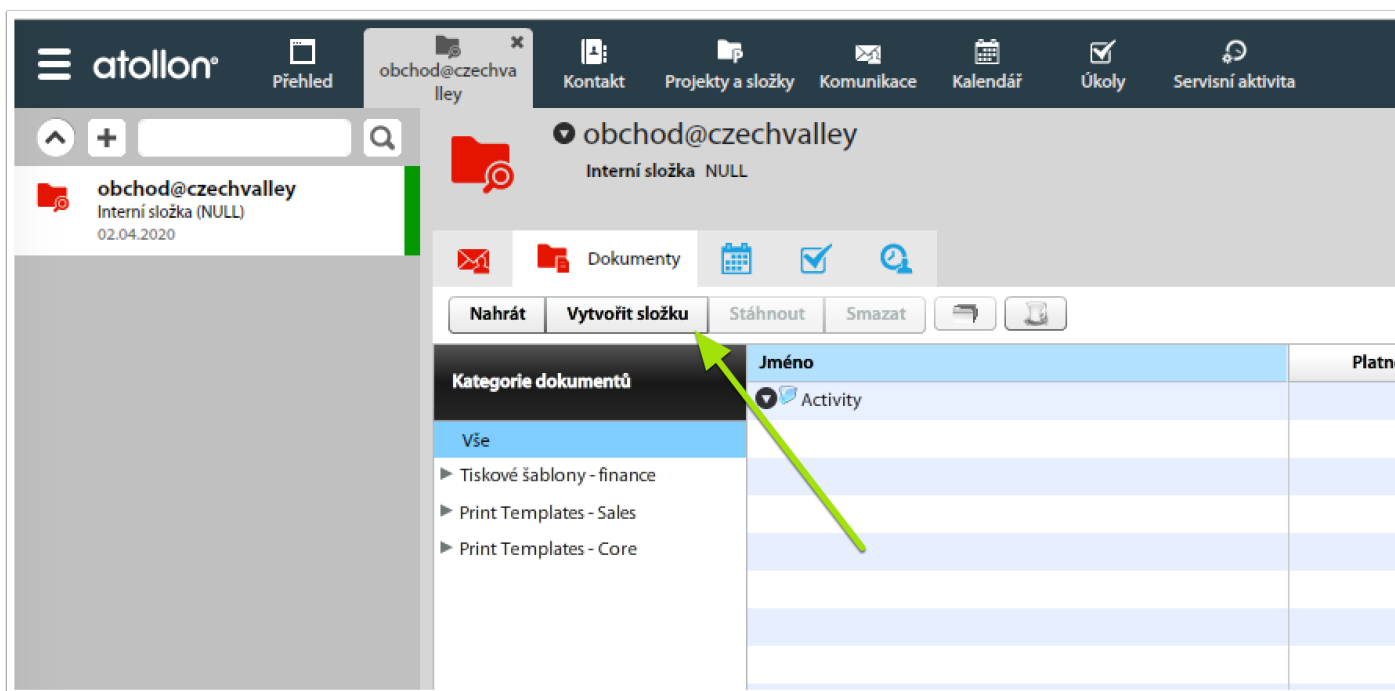 atollon°
Přehled
obchod@czechva
lley
Kontakt
Projekty a složky
Komunikace
Kalendář
Úkoly
Servisní aktivita
obchod@czechvalley
Interní složka (NULL)
02.04.2020
obchod@czechvalley
Interní složka NULL
Dokumenty
Nahrát
Vytvořit složku
Stáhnout
Smazat
Kategorie dokumentů
Vše
Tiskové šablony - finance
Print Templates - Sales
Print Templates - Core
Jméno
Platn
Activity